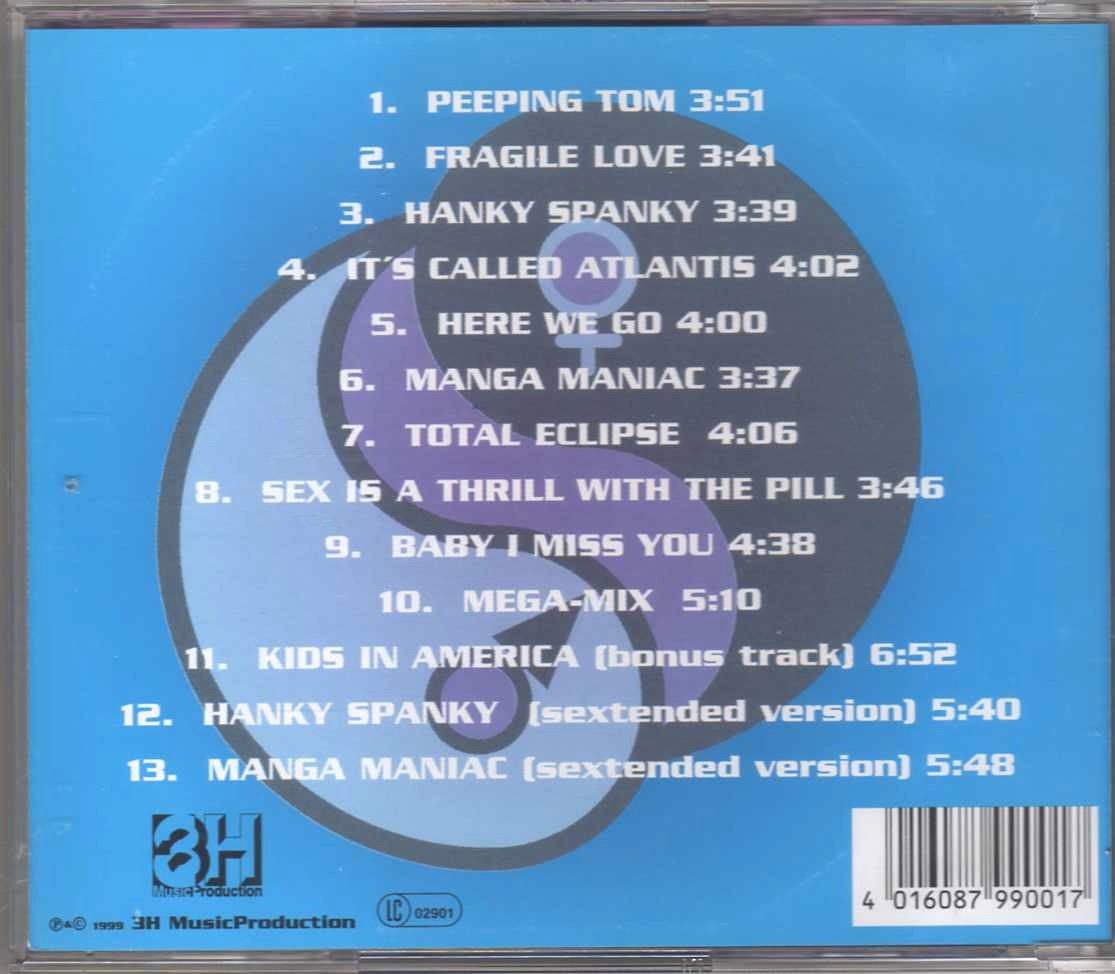 1. PEEPING TOM 3:51
2. FRAGILE LOVE 3:41
3. HANKY SPANKY 3:39
4. IT´S CALLED ATLANTIS 4:02
5. HERE WE GO 4:00
6. MANGA MANIAC 3:37
7. TOTAL ECLIPSE 4:06
8. SEX IS A THRILL WITH THE PILL 3:46
9. BABY I MISS YOU 4:38
10. MEGA-MIX 5:10
11. KIDS IN AMERICA (bonus track) 6:52
12. HANKY SPANKY (sextended version) 5:40
13. MANGA MANIAC (sextended version) 5:48
3H
MusicProduction
℗&© 1999 3H MusicProduction
LC 02901
4 016087 990017